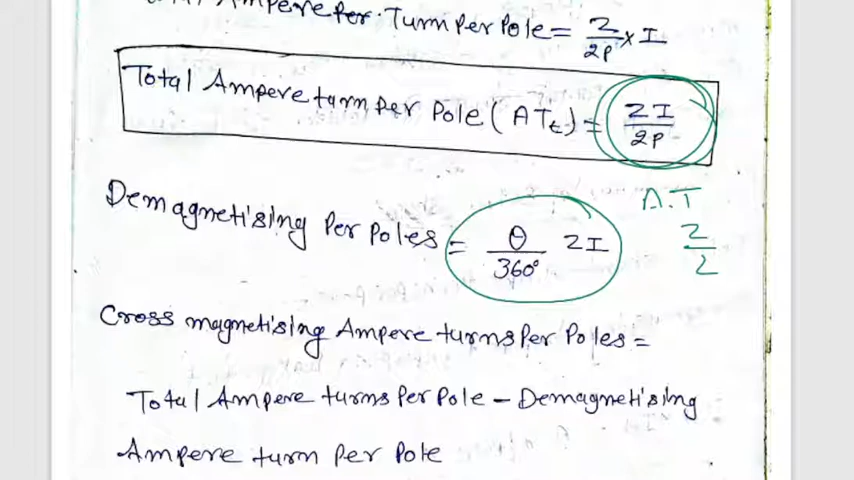 Ampere Per. Turn Per Pole = Z/2P × I
Total Ampere turn per Pole (ATt) = ZI/2P
A.T
Z/2
Demagnetising Per Poles = θ/360° ZI
Cross magnetising Ampere turns Per Poles =
Total Ampere turns Per Pole - Demagnetising
Ampere turn per Pole